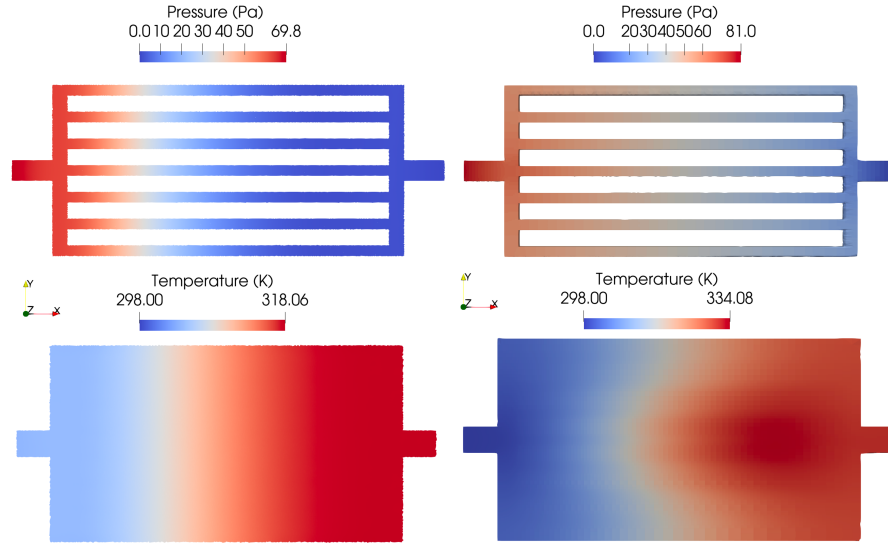 Pressure (Pa)
0.0 10 20 30 40 50 69.8
Pressure (Pa)
0.0 20 30 40 50 60 81.0
Y
Z X
Temperature (K)
298.00 318.06
Y
Z X
Temperature (K)
298.00 334.08